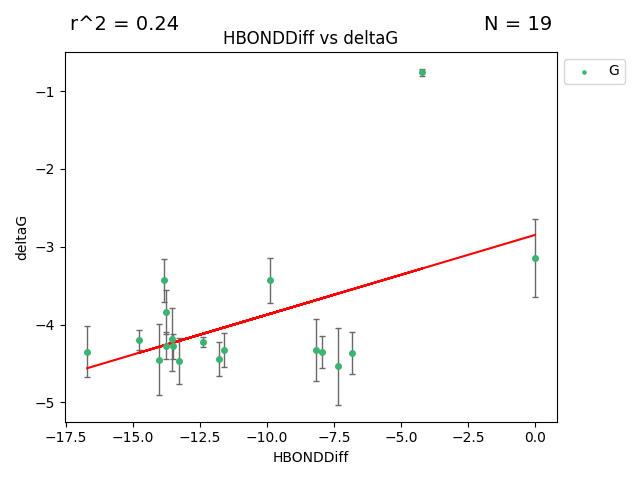 r^2 = 0.24
N = 19
HBONDDiff vs deltaG
G
−1
−2
−3
−4
−5
deltaG
−17.5
−15.0
−12.5
−10.0
−7.5
−5.0
−2.5
0.0
HBONDDiff